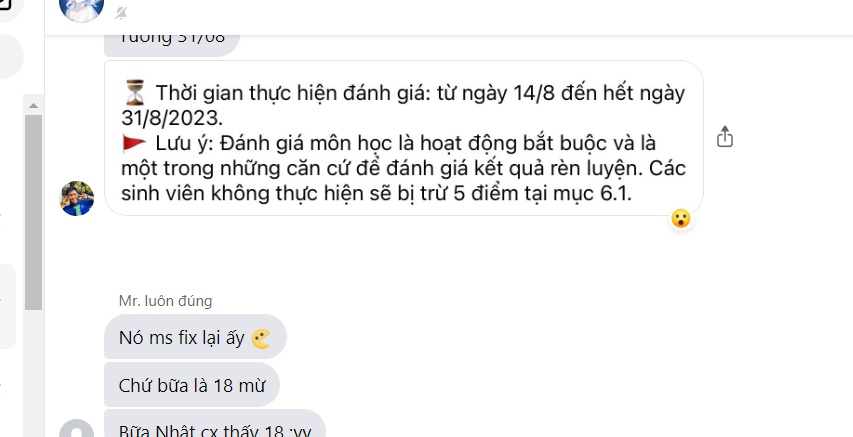 Tưởng 31/08
Thời gian thực hiện đánh giá: từ ngày 14/8 đến hết ngày
31/8/2023.
Lưu ý: Đánh giá môn học là hoạt động bắt buộc và là
một trong những căn cứ để đánh giá kết quả rèn luyện. Các
sinh viên không thực hiện sẽ bị trừ 5 điểm tại mục 6.1.
Mr. luôn đúng
Nó ms fix lại ấy
Chứ bữa là 18 mừ
Bữa Nhật cx thấy 18 :vv